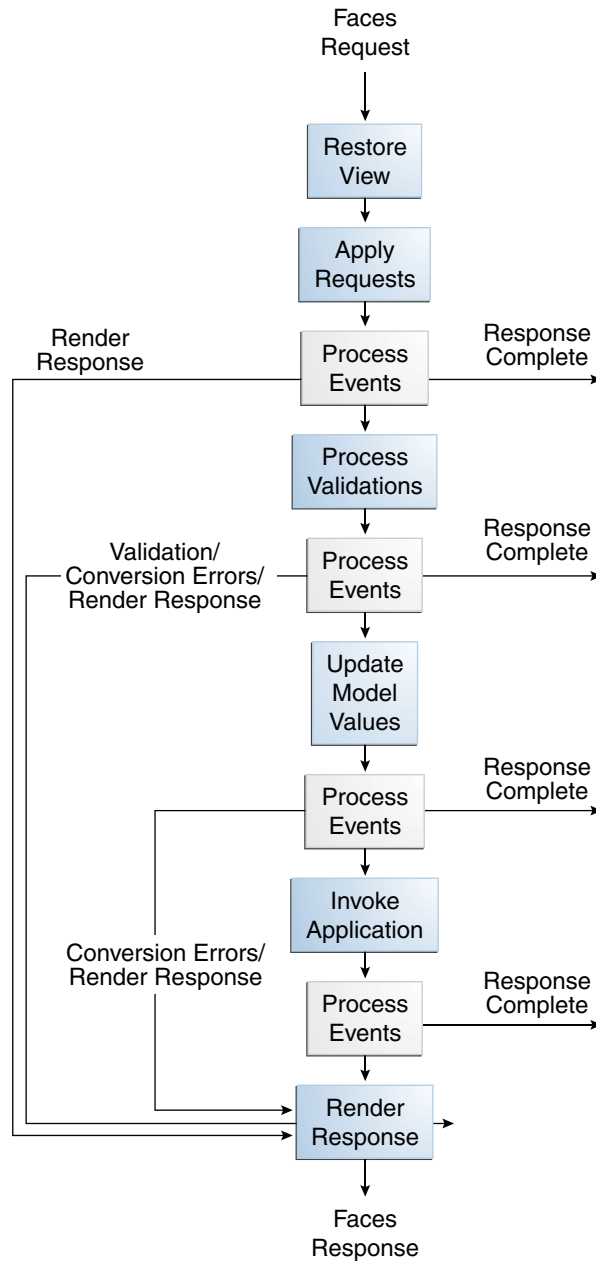 Faces
Request
Restore
View
Apply
Requests
Render
Response
Process
Events
Response
Complete
Process
Validations
Validation/
Conversion Errors/
Render Response
Process
Events
Response
Complete
Update
Model
Values
Process
Events
Response
Complete
Invoke
Application
Conversion Errors/
Render Response
Process
Events
Response
Complete
Render
Response
Faces
Response